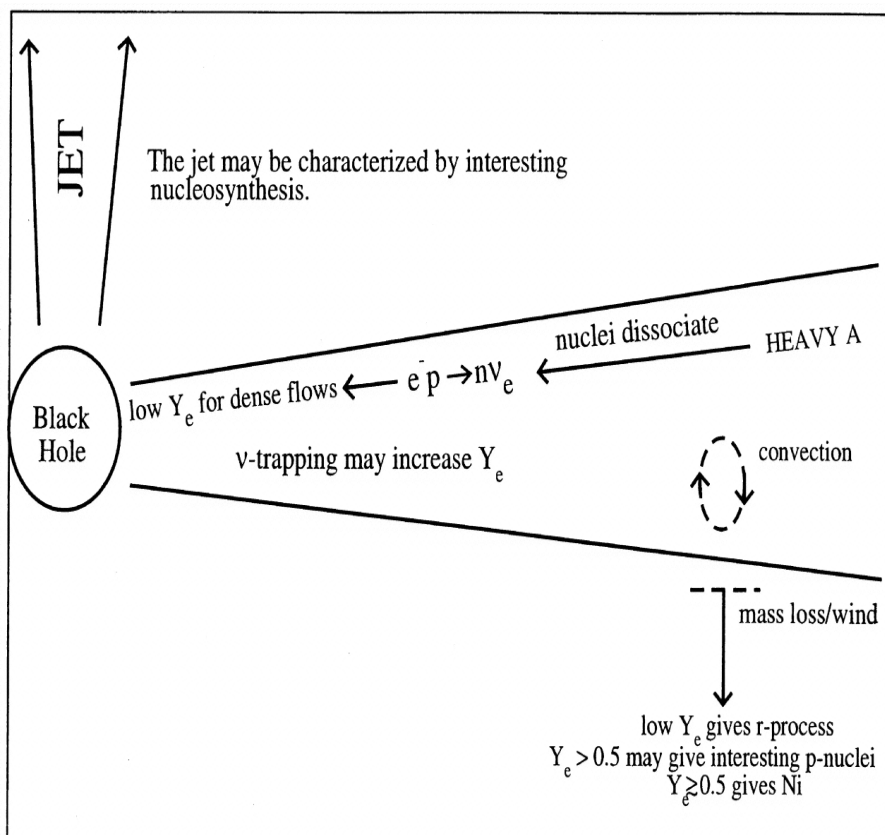 JET
The jet may be characterized by interesting
nucleosynthesis.
nuclei dissociate
HEAVY A
low Y_e for dense flows ← e⁻p → nν_e
Black
Hole
ν-trapping may increase Y_e
convection
mass loss/wind
low Y_e gives r-process
Y_e > 0.5 may give interesting p-nuclei
Y_e ≳ 0.5 gives Ni